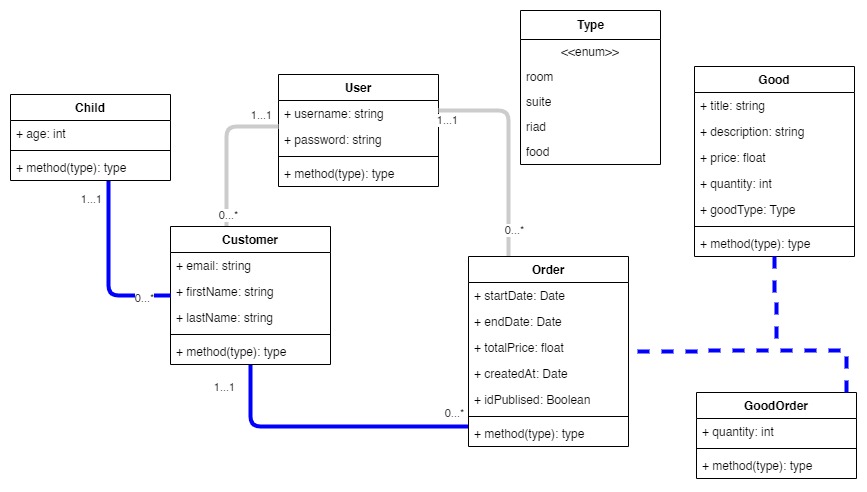 Type
<<enum>>
room
suite
riad
food
Good
+ title: string
+ description: string
+ price: float
+ quantity: int
+ goodType: Type
+ method(type): type
User
+ username: string
+ password: string
+ method(type): type
Child
+ age: int
+ method(type): type
1...1
1...1
1...1
0...*
0...*
0...*
Customer
+ email: string
+ firstName: string
+ lastName: string
+ method(type): type
Order
+ startDate: Date
+ endDate: Date
+ totalPrice: float
+ createdAt: Date
+ idPublised: Boolean
+ method(type): type
1...1
0...*
GoodOrder
+ quantity: int
+ method(type): type